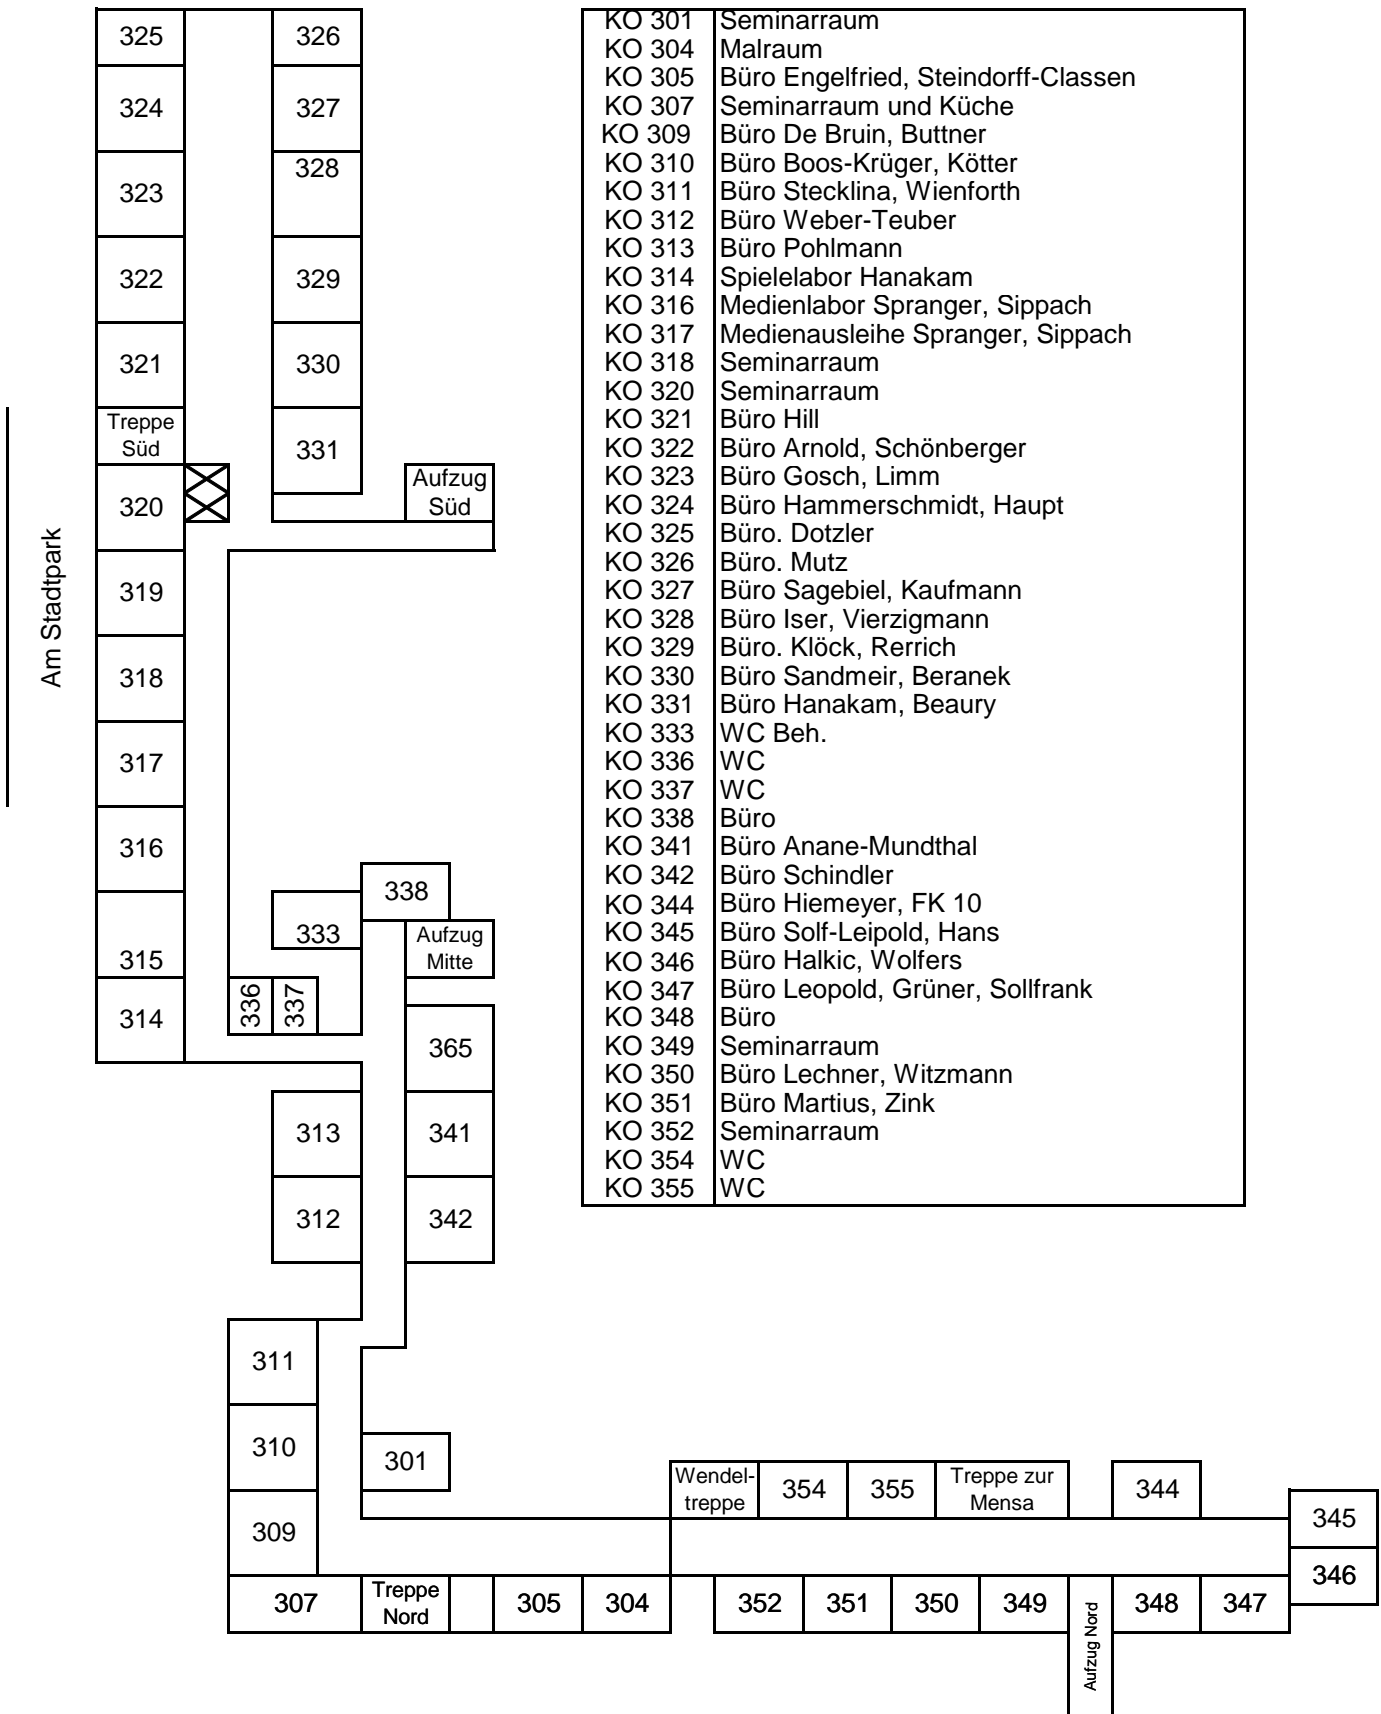 325
326
324
327
323
328
322
329
321
330
Treppe
Süd
331
320
Aufzug
Süd
Am Stadtpark
319
318
317
316
338
333
Aufzug
Mitte
315
336
337
314
365
313
341
312
342
311
310
301
309
Wendel-
treppe
354
355
Treppe zur
Mensa
344
345
346
307
Treppe
Nord
305
304
352
351
350
349
Aufzug Nord
348
347
KO 301 Seminarraum
KO 304 Malraum
KO 305 Büro Engelfried, Steindorff-Classen
KO 307 Seminarraum und Küche
KO 309 Büro De Bruin, Buttner
KO 310 Büro Boos-Krüger, Kötter
KO 311 Büro Stecklina, Wienforth
KO 312 Büro Weber-Teuber
KO 313 Büro Pohlmann
KO 314 Spielelabor Hanakam
KO 316 Medienlabor Spranger, Sippach
KO 317 Medienausleihe Spranger, Sippach
KO 318 Seminarraum
KO 320 Seminarraum
KO 321 Büro Hill
KO 322 Büro Arnold, Schönberger
KO 323 Büro Gosch, Limm
KO 324 Büro Hammerschmidt, Haupt
KO 325 Büro. Dotzler
KO 326 Büro. Mutz
KO 327 Büro Sagebiel, Kaufmann
KO 328 Büro Iser, Vierzigmann
KO 329 Büro. Klöck, Rerrich
KO 330 Büro Sandmeir, Beranek
KO 331 Büro Hanakam, Beaury
KO 333 WC Beh.
KO 336 WC
KO 337 WC
KO 338 Büro
KO 341 Büro Anane-Mundthal
KO 342 Büro Schindler
KO 344 Büro Hiemeyer, FK 10
KO 345 Büro Solf-Leipold, Hans
KO 346 Büro Halkic, Wolfers
KO 347 Büro Leopold, Grüner, Sollfrank
KO 348 Büro
KO 349 Seminarraum
KO 350 Büro Lechner, Witzmann
KO 351 Büro Martius, Zink
KO 352 Seminarraum
KO 354 WC
KO 355 WC